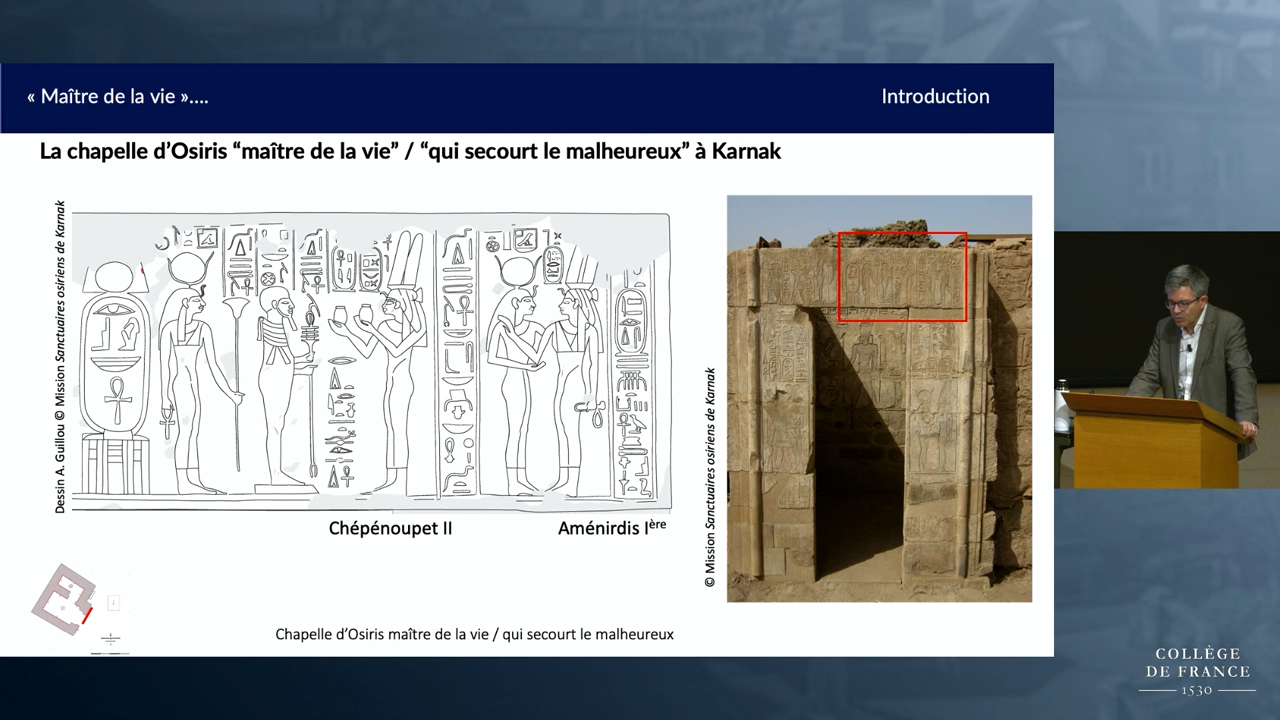 « Maître de la vie »….
Introduction
La chapelle d’Osiris “maître de la vie” / “qui secourt le malheureux” à Karnak
Dessin A. Guillou © Mission Sanctuaires osiriens de Karnak
© Mission Sanctuaires osiriens de Karnak
Chépénoupet II
Aménirdis Ière
Chapelle d’Osiris maître de la vie / qui secourt le malheureux
COLLÈGE
DE FRANCE
1530